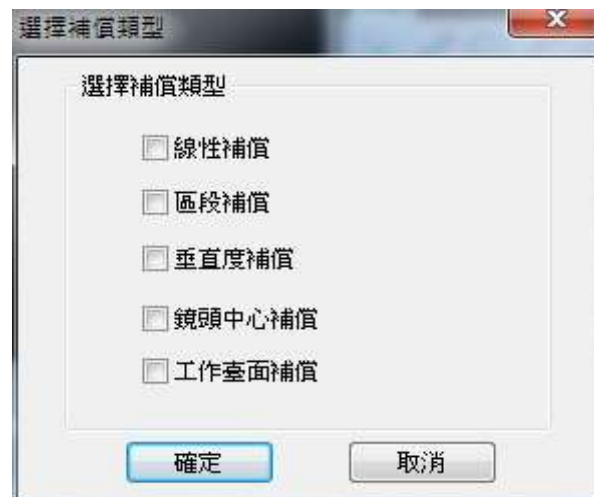 選擇補償類型
選擇補償類型
線性補償
區段補償
垂直度補償
鏡頭中心補償
工作臺面補償
確定
取消